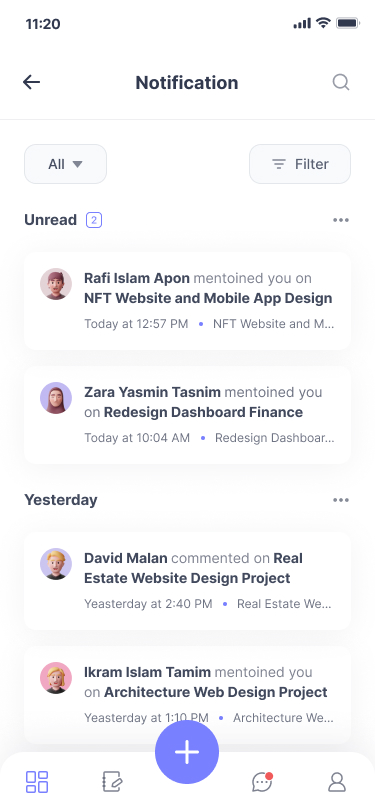 11:20
Notification
All
Filter
Unread 2
Rafi Islam Apon mentoined you on
NFT Website and Mobile App Design
Today at 12:57 PM • NFT Website and M...
Zara Yasmin Tasnim mentoined you
on Redesign Dashboard Finance
Today at 10:04 AM • Redesign Dashboar...
Yesterday
David Malan commented on Real
Estate Website Design Project
Yeasterday at 2:40 PM • Real Estate We...
Ikram Islam Tamim mentoined you
on Architecture Web Design Project
Yeasterday at 1:10 PM • Architecture We...